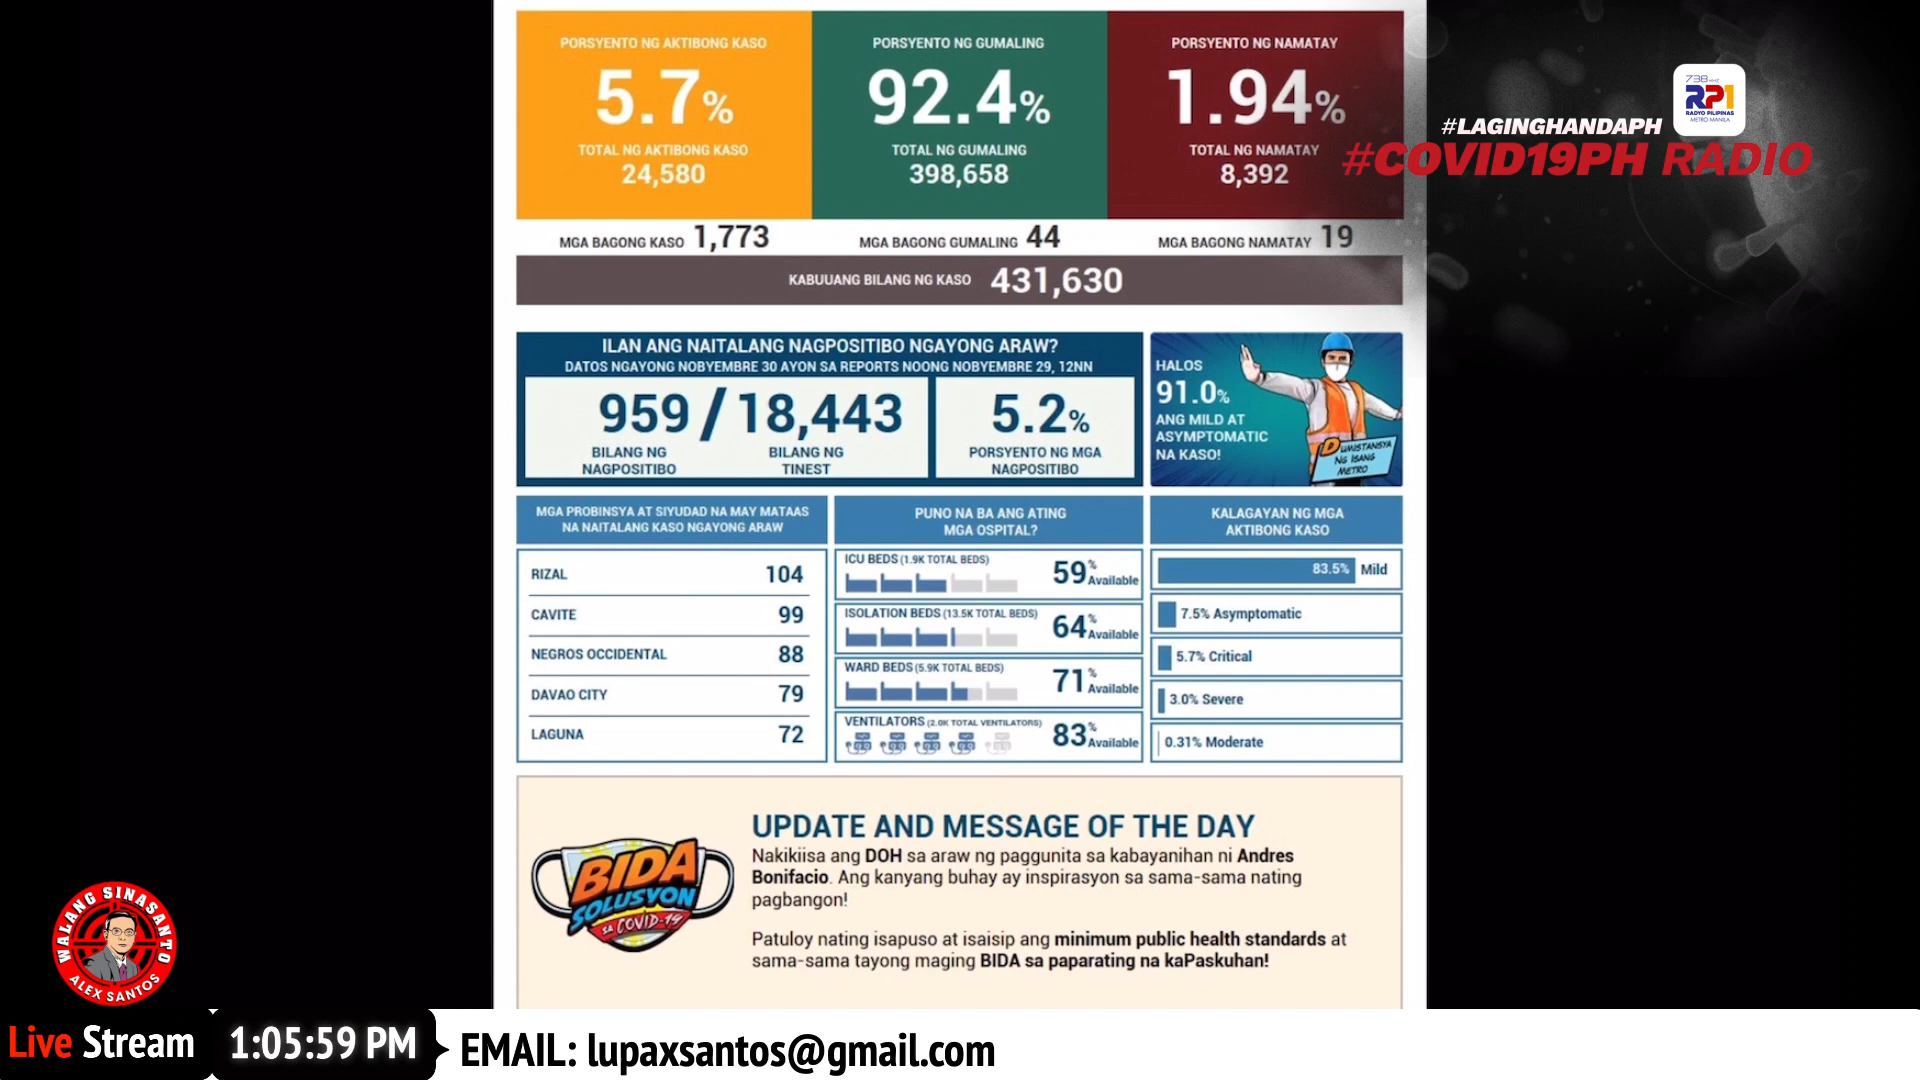 PORSYENTO NG AKTIBONG KASO
5.7%
TOTAL NG AKTIBONG KASO
24,580
PORSYENTO NG GUMALING
92.4%
TOTAL NG GUMALING
398,658
PORSYENTO NG NAMATAY
1.94%
TOTAL NG NAMATAY
8,392
738 KHZ
RP1
RADYO PILIPINAS
METRO MANILA
#LAGINGHANDAPH
#COVID19PH RADIO
MGA BAGONG KASO 1,773
MGA BAGONG GUMALING 44
MGA BAGONG NAMATAY 19
KABUUANG BILANG NG KASO 431,630
ILAN ANG NAITALANG NAGPOSITIBO NGAYONG ARAW?
DATOS NGAYONG NOBYEMBRE 30 AYON SA REPORTS NOONG NOBYEMBRE 29, 12NN
959 / 18,443
BILANG NG
NAGPOSITIBO
BILANG NG
TINEST
5.2%
PORSYENTO NG MGA
NAGPOSITIBO
HALOS
91.0%
ANG MILD AT
ASYMPTOMATIC
NA KASO!
DUMISTANSYA
NG ISANG
METRO
MGA PROBINSYA AT SIYUDAD NA MAY MATAAS
NA NAITALANG KASO NGAYONG ARAW
RIZAL 104
CAVITE 99
NEGROS OCCIDENTAL 88
DAVAO CITY 79
LAGUNA 72
PUNO NA BA ANG ATING
MGA OSPITAL?
ICU BEDS (1.9K TOTAL BEDS)
59% Available
ISOLATION BEDS (13.5K TOTAL BEDS)
64% Available
WARD BEDS (5.9K TOTAL BEDS)
71% Available
VENTILATORS (2.0K TOTAL VENTILATORS)
83% Available
KALAGAYAN NG MGA
AKTIBONG KASO
83.5% Mild
7.5% Asymptomatic
5.7% Critical
3.0% Severe
0.31% Moderate
BIDA
SOLUSYON
SA COVID-19
UPDATE AND MESSAGE OF THE DAY
Nakikiisa ang DOH sa araw ng paggunita sa kabayanihan ni Andres
Bonifacio. Ang kanyang buhay ay inspirasyon sa sama-sama nating
pagbangon!
Patuloy nating isapuso at isaisip ang minimum public health standards at
sama-sama tayong maging BIDA sa paparating na kaPaskuhan!
WALANG SINASANTO
ALEX SANTOS
Live Stream
1:05:59 PM
EMAIL: lupaxsantos@gmail.com